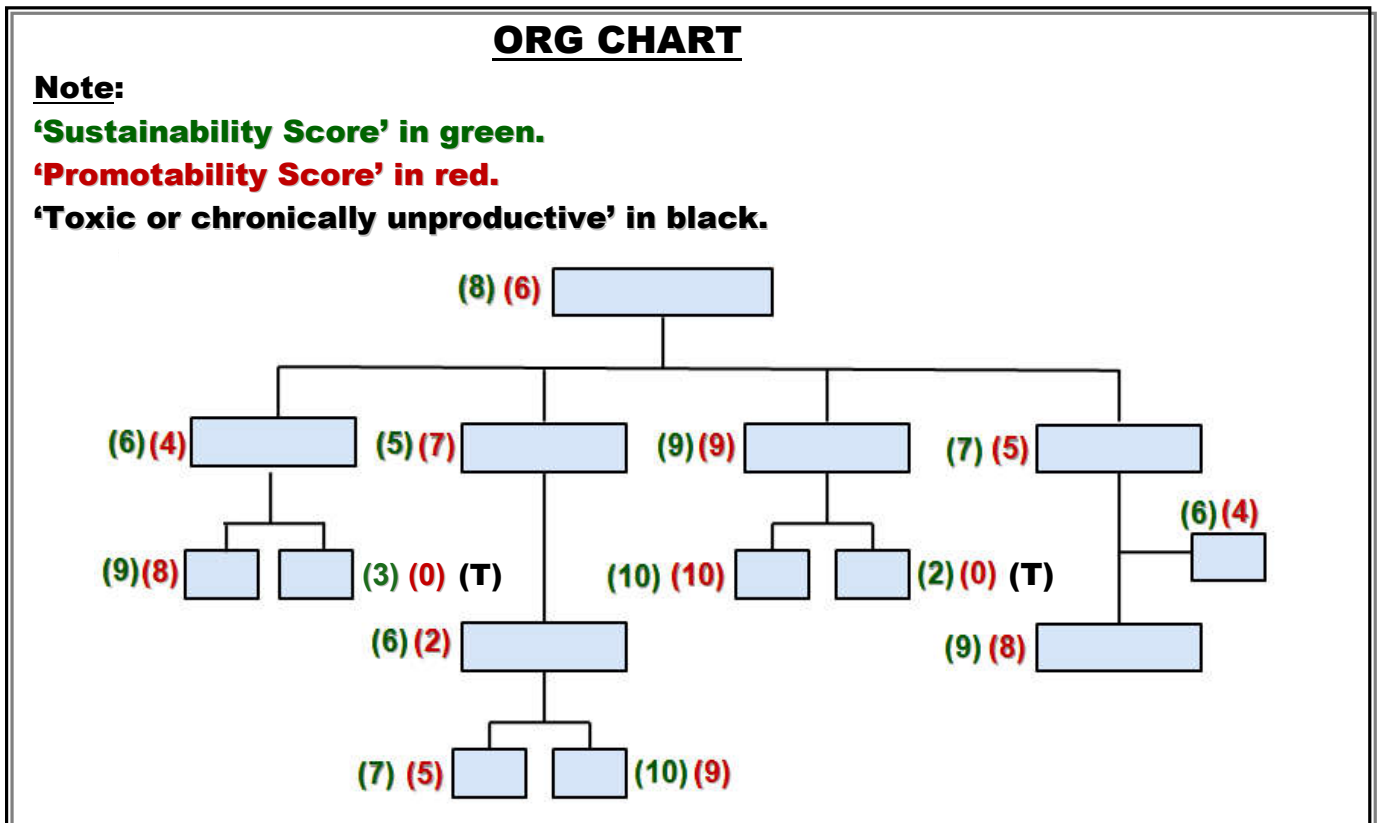 ORG CHART
Note:
‘Sustainability Score’ in green.
‘Promotability Score’ in red.
‘Toxic or chronically unproductive’ in black.
(8) (6)
(6) (4) (5) (7) (9) (9) (7) (5)
(6) (4)
(9) (8) (3) (0) (T) (10) (10) (2) (0) (T)
(6) (2) (9) (8)
(7) (5) (10) (9)